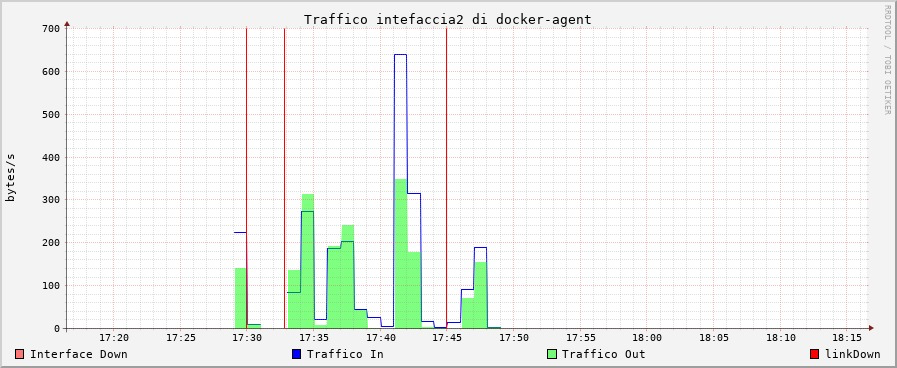 Traffico intefaccia2 di docker-agent
RRDTOOL / TOBI OETIKER
bytes/s
700
600
500
400
300
200
100
0
17:20 17:25 17:30 17:35 17:40 17:45 17:50 17:55 18:00 18:05 18:10 18:15
Interface Down Traffico In Traffico Out linkDown